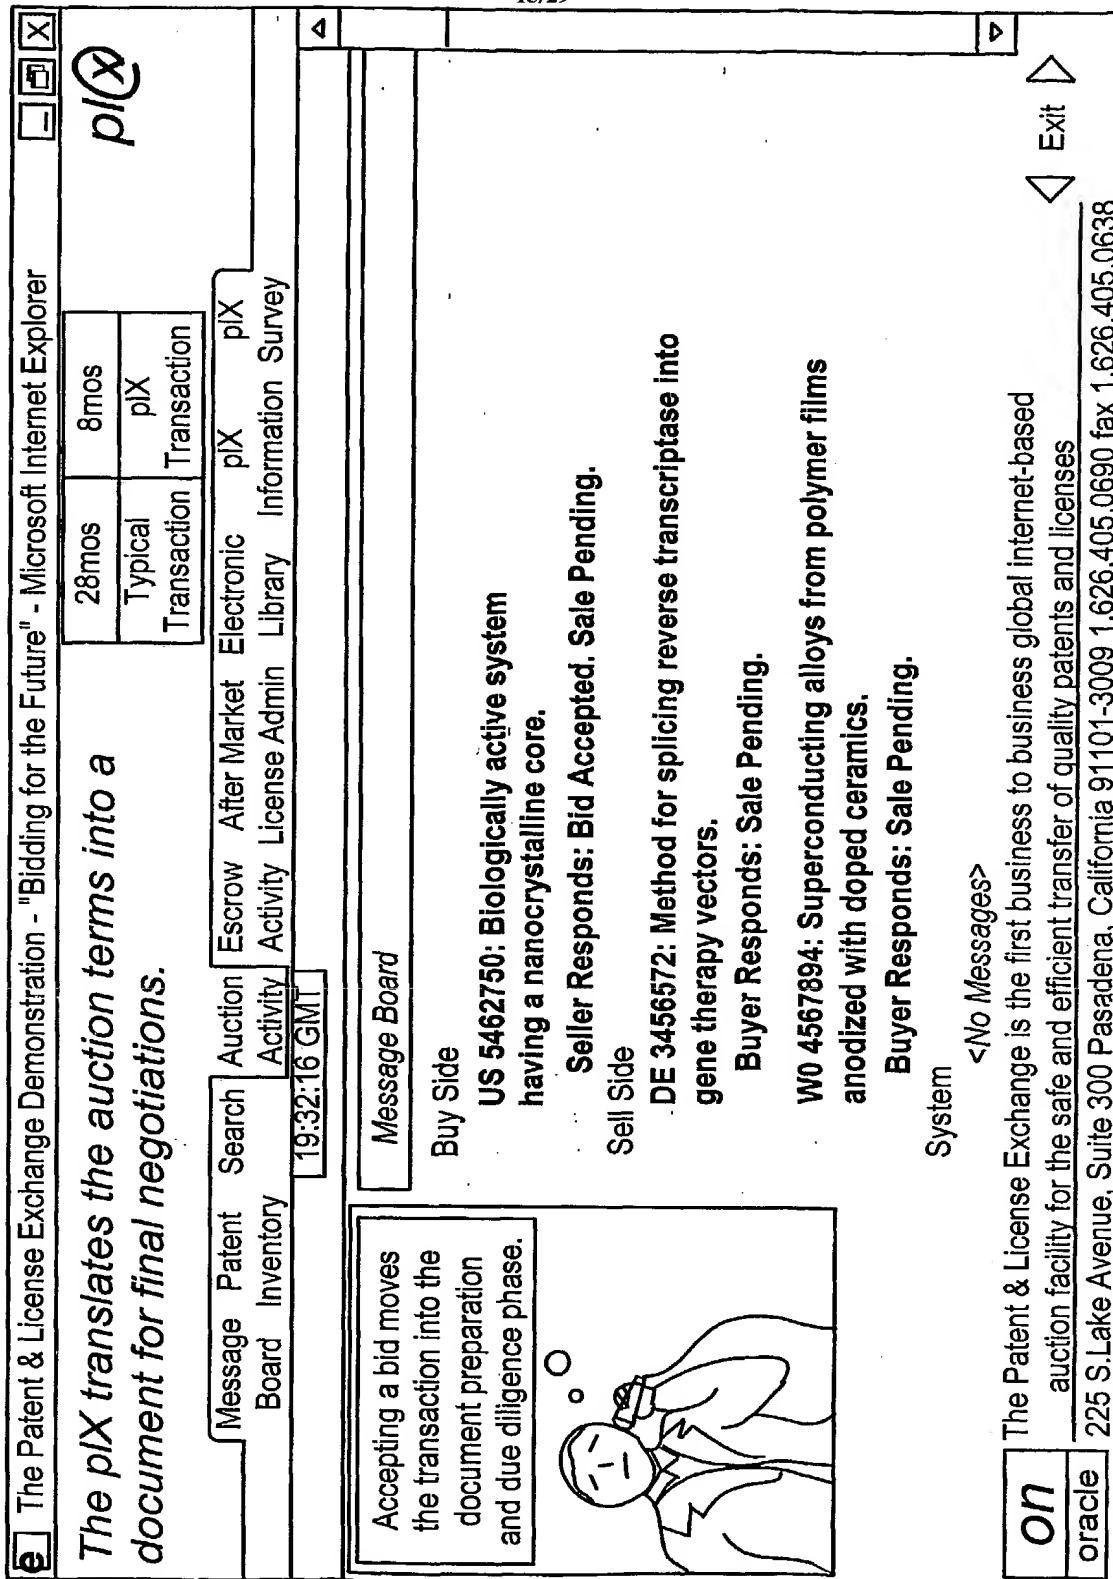 The Patent & License Exchange Demonstration - "Bidding for the Future" - Microsoft Internet Explorer
The plX translates the auction terms into a
document for final negotiations.
28mos 8mos
Typical Transaction plX Transaction
pl(x
Message Board
Patent Inventory
Search
Auction Activity
Escrow Activity
After Market License Admin
Electronic Library
plX Information
plX Survey
19:32:16 GMT
Accepting a bid moves
the transaction into the
document preparation
and due diligence phase.
Message Board
Buy Side
US 5462750: Biologically active system
having a nanocrystalline core.
Seller Responds: Bid Accepted. Sale Pending.
Sell Side
DE 3456572: Method for splicing reverse transcriptase into
gene therapy vectors.
Buyer Responds: Sale Pending.
W0 4567894: Superconducting alloys from polymer films
anodized with doped ceramics.
Buyer Responds: Sale Pending.
System
<No Messages>
on
oracle
The Patent & License Exchange is the first business to business global internet-based
auction facility for the safe and efficient transfer of quality patents and licenses
225 S.Lake Avenue, Suite 300 Pasadena, California 91101-3009 1.626.405.0690 fax 1.626.405.0638
Exit